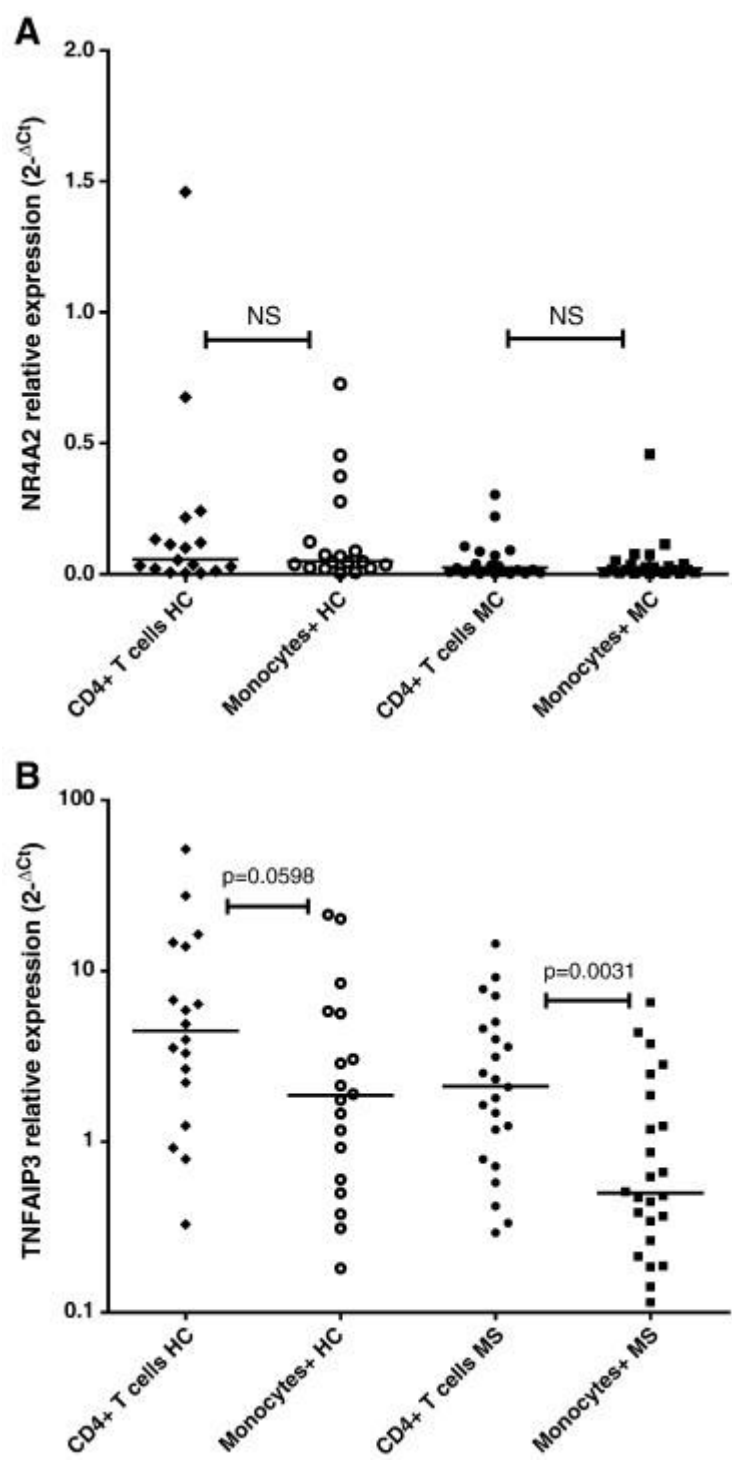 A
NR4A2 relative expression (2-ΔCt)
2.0
1.5
1.0
0.5
0.0
NS
NS
CD4+ T cells HC
Monocytes+ HC
CD4+ T cells MC
Monocytes+ MC
B
TNFAIP3 relative expression (2-ΔCt)
100
10
1
0.1
p=0.0598
p=0.0031
CD4+ T cells HC
Monocytes+ HC
CD4+ T cells MS
Monocytes+ MS